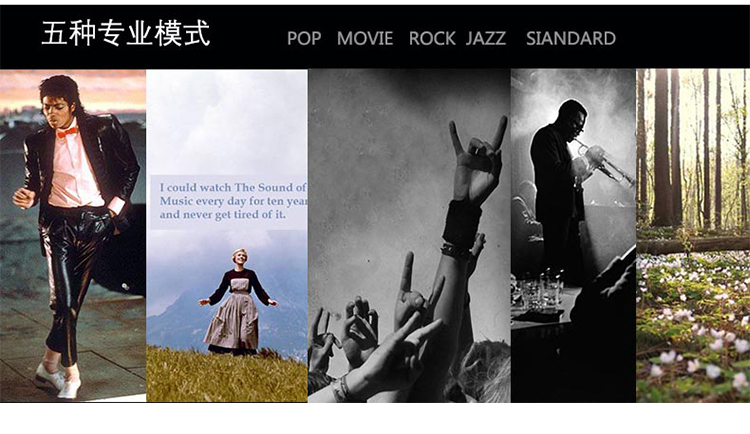 五种专业模式
POP MOVIE ROCK JAZZ SIANDARD
I could watch The Sound of
Music every day for ten year
and never get tired of it.